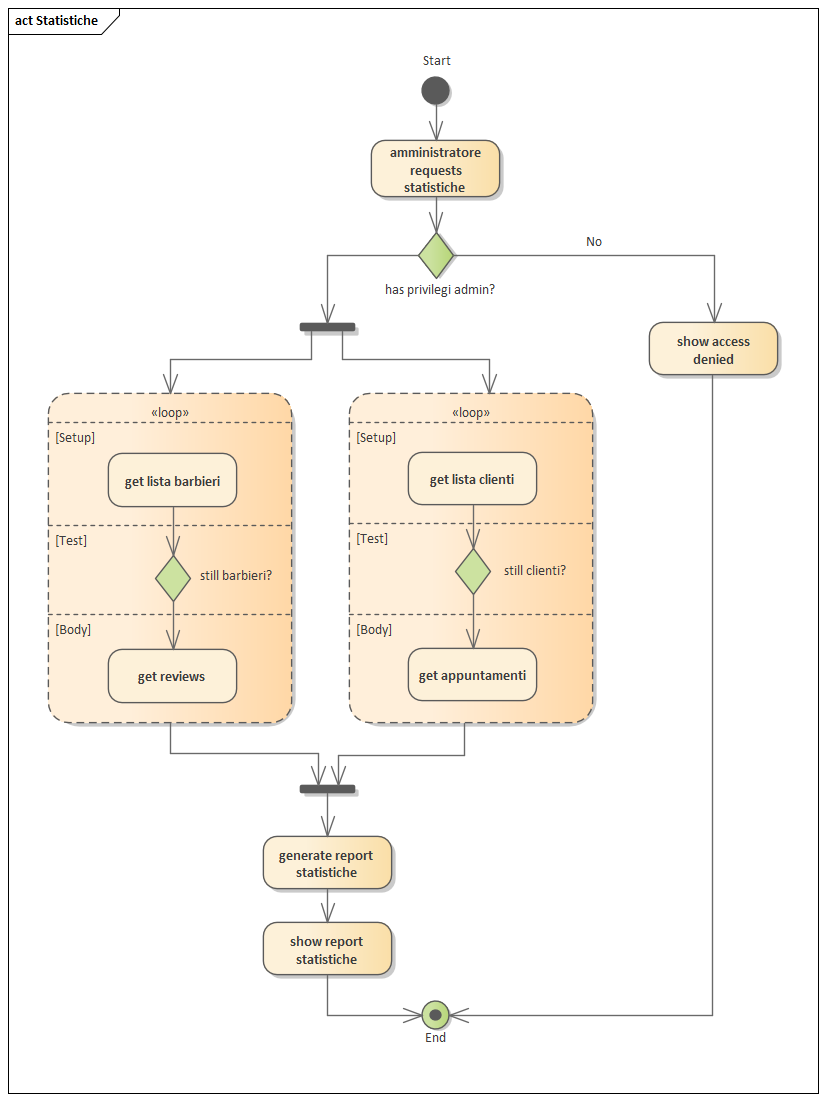 act Statistiche
Start
amministratore
requests
statistiche
No
has privilegi admin?
show access
denied
«loop»
[Setup]
get lista barbieri
[Test]
still barbieri?
[Body]
get reviews
«loop»
[Setup]
get lista clienti
[Test]
still clienti?
[Body]
get appuntamenti
generate report
statistiche
show report
statistiche
End